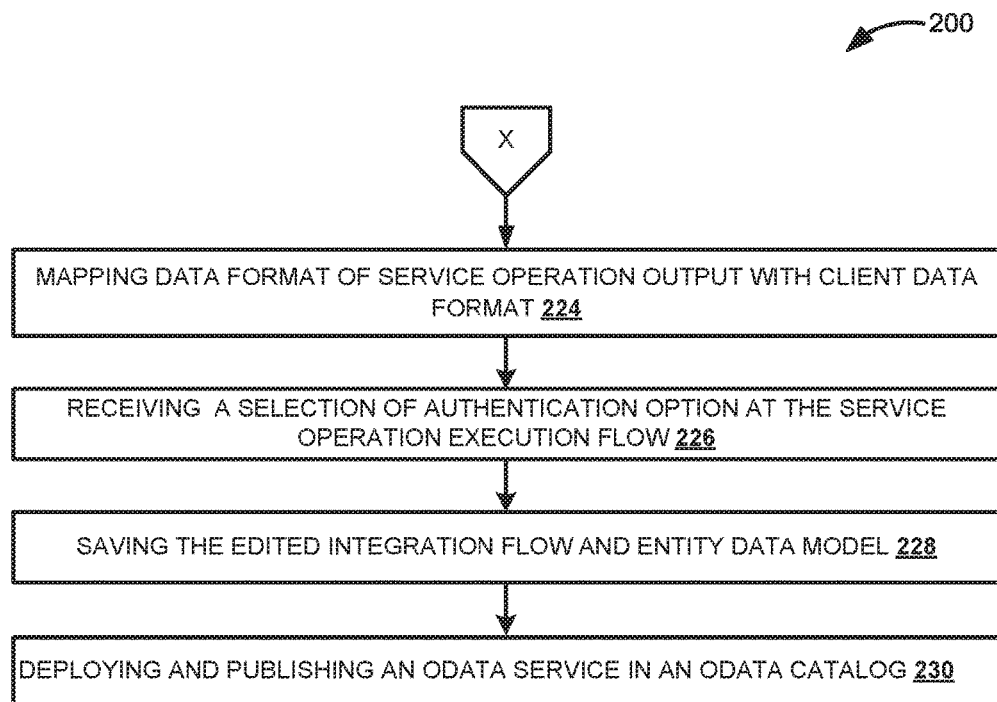 200
X
MAPPING DATA FORMAT OF SERVICE OPERATION OUTPUT WITH CLIENT DATA
FORMAT 224
RECEIVING A SELECTION OF AUTHENTICATION OPTION AT THE SERVICE
OPERATION EXECUTION FLOW 226
SAVING THE EDITED INTEGRATION FLOW AND ENTITY DATA MODEL 228
DEPLOYING AND PUBLISHING AN ODATA SERVICE IN AN ODATA CATALOG 230